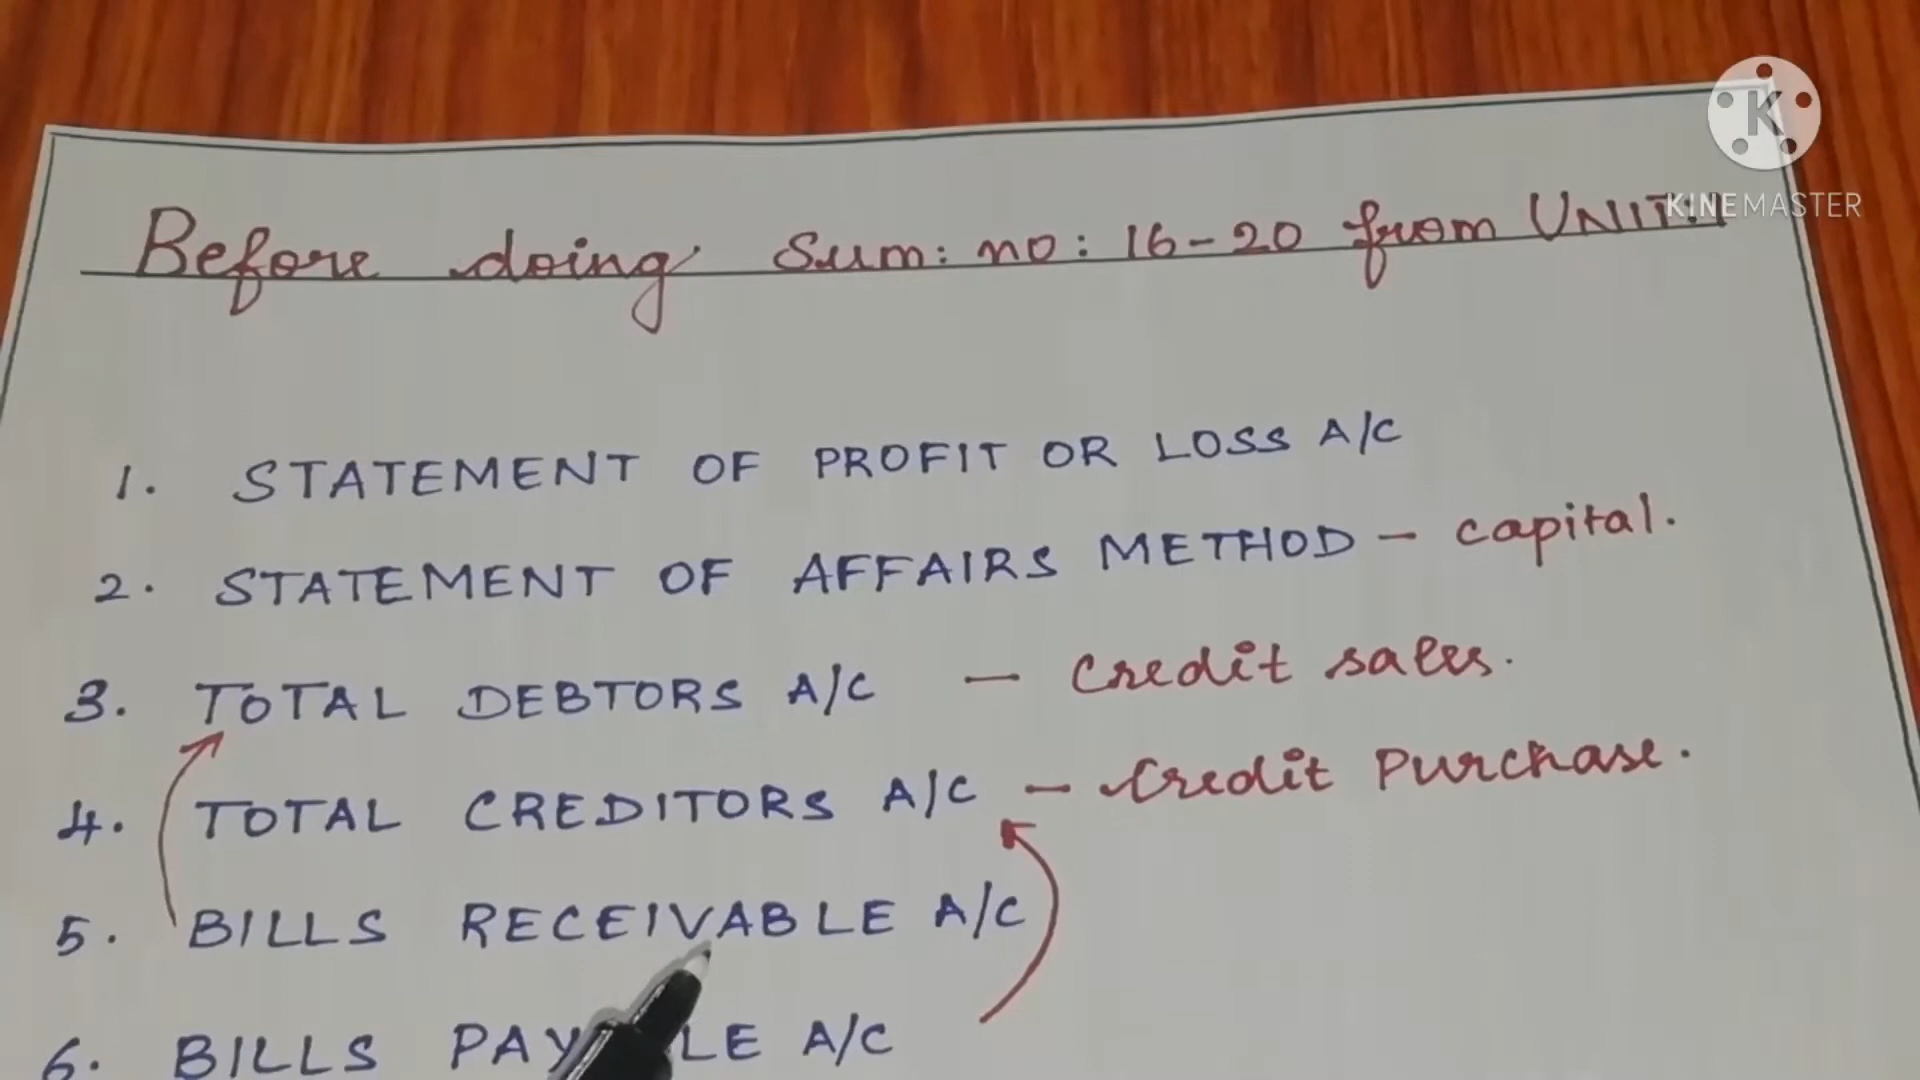 K
KINEMASTER
Before doing Sum: no: 16-20 from UNIT:
1. STATEMENT OF PROFIT OR LOSS A/C
2. STATEMENT OF AFFAIRS METHOD - capital.
3. TOTAL DEBTORS A/C - Credit sales.
4. TOTAL CREDITORS A/C - Credit Purchase.
5. BILLS RECEIVABLE A/C
6. BILLS A/C